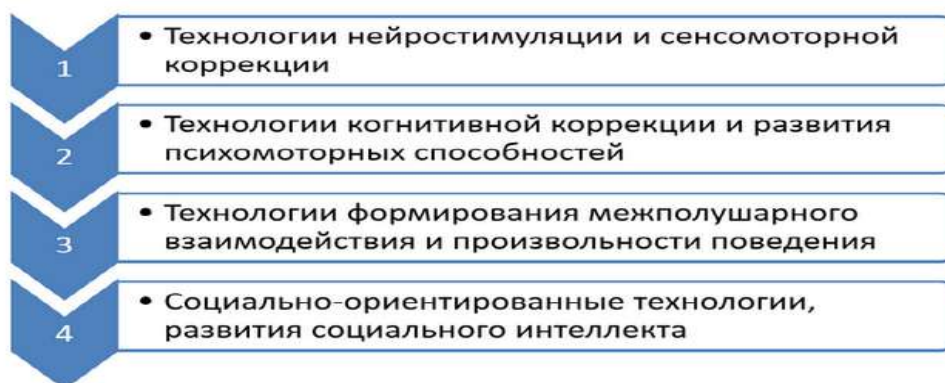 1
• Технологии нейростимуляции и сенсомоторной
коррекции
2
• Технологии когнитивной коррекции и развития
психомоторных способностей
3
• Технологии формирования межполушарного
взаимодействия и произвольности поведения
4
• Социально-ориентированные технологии,
развития социального интеллекта